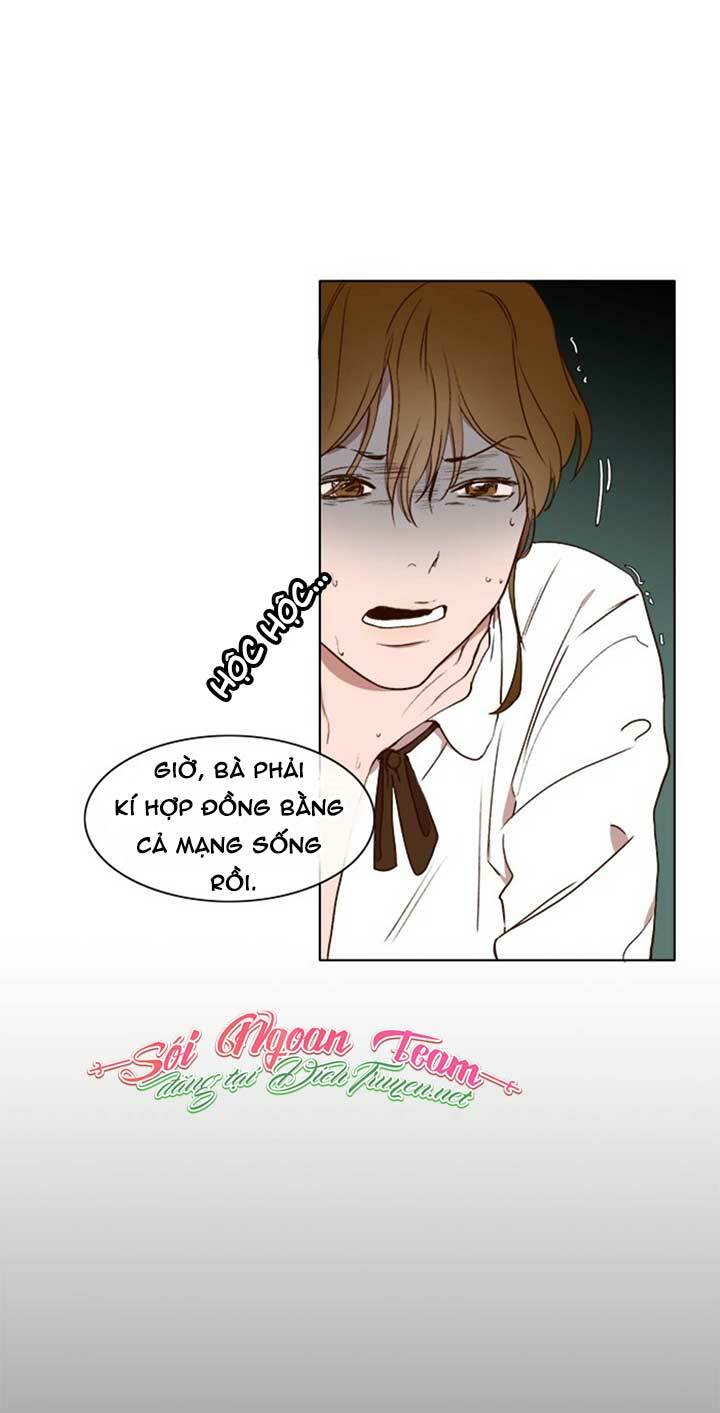 HỘC HỘC...
GIỜ, BÀ PHẢI
KÍ HỢP ĐỒNG BẰNG
CẢ MẠNG SỐNG
RỒI.
Sói Ngoan Team
đăng tại BíchTruyen.net